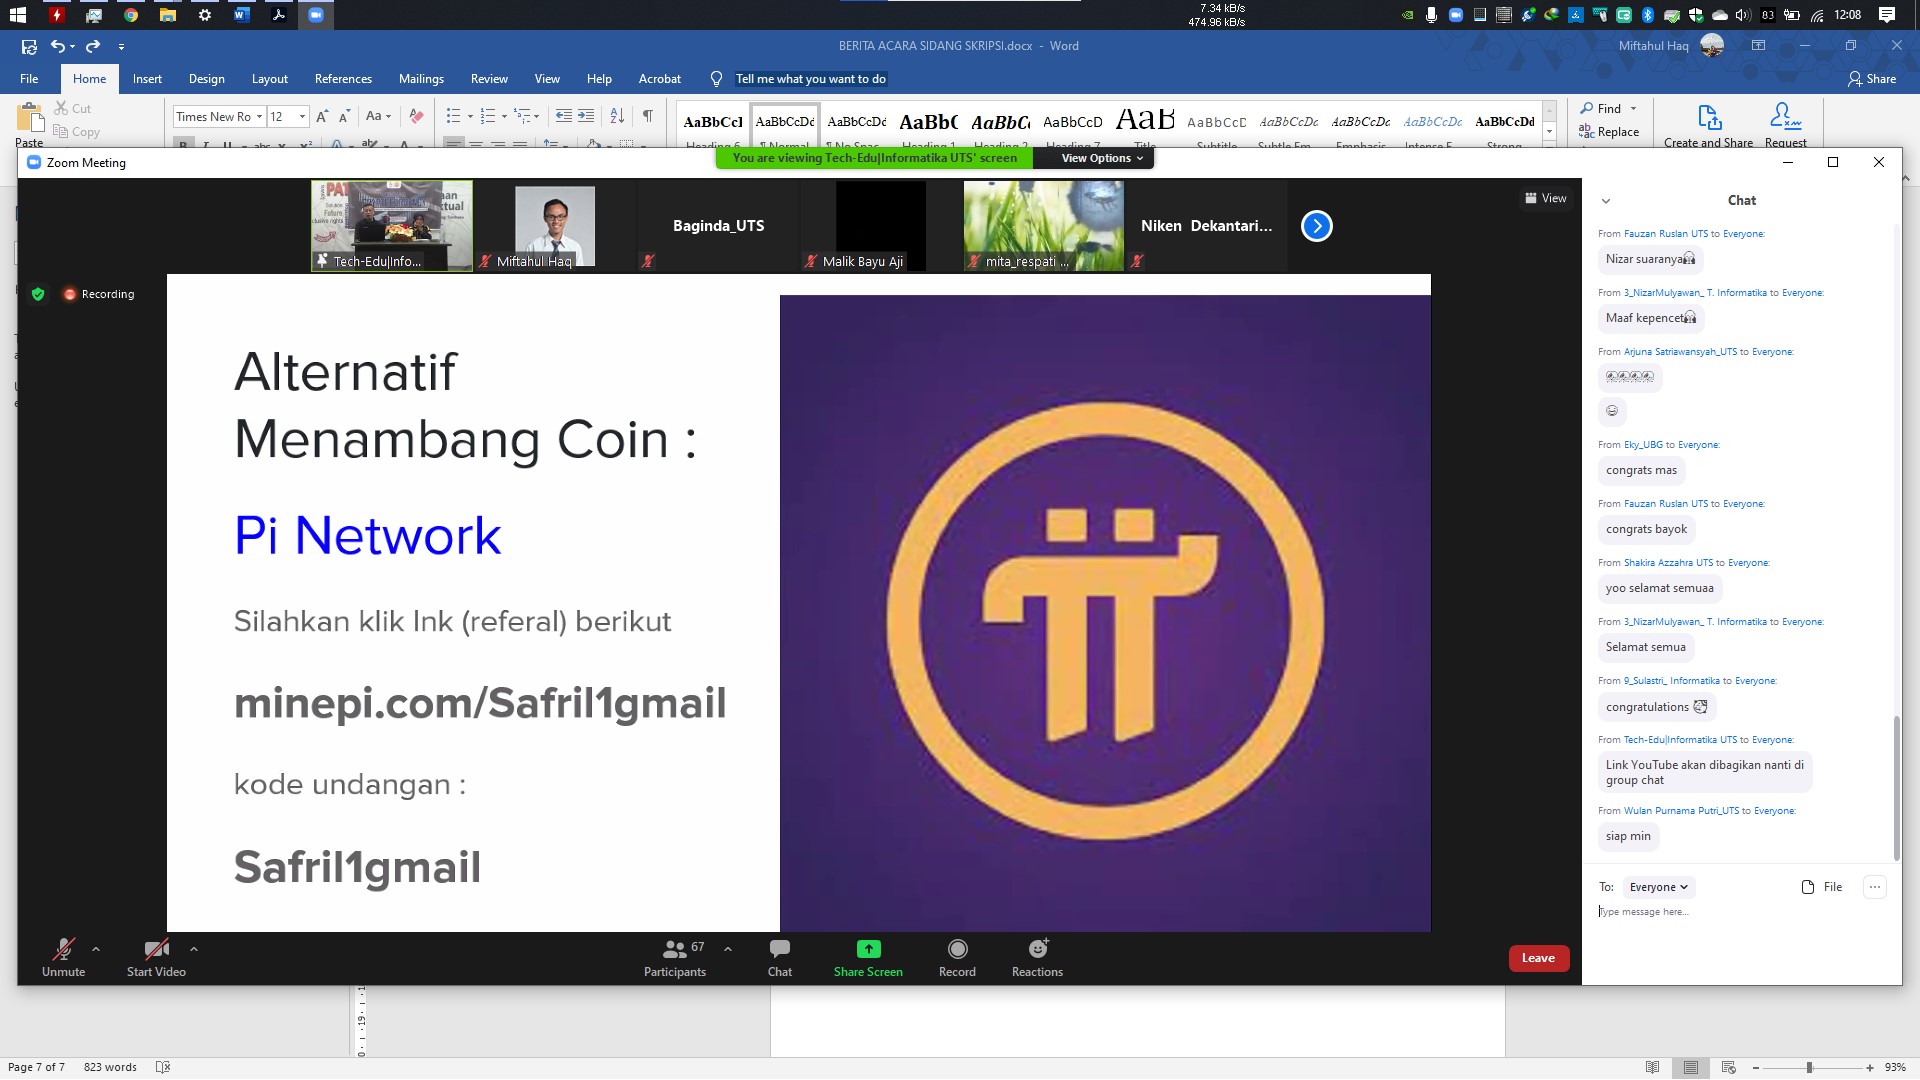 7.34 kB/s
474.96 kB/s
83
12:08
BERITA ACARA SIDANG SKRIPSI.docx - Word
Miftahul Haq
File Home Insert Design Layout References Mailings Review View Help Acrobat Tell me what you want to do
Share
Cut
Copy
Paste
Times New Ro
12
AaBbCcI AaBbCcDd AaBbCcDd AaBbC AaBbCc AaBbCcD AaB AaBbCcD AaBbCcDd AaBbCcDd AaBbCcDd AaBbCcDd
Find
Replace
Create and Share
Request
Zoom Meeting
You are viewing Tech-Edu|Informatika UTS' screen
View Options
Tech-Edu|Info...
Miftahul Haq
Baginda_UTS
Malik Bayu Aji
mita_respati ...
Niken Dekantari...
View
Recording
Alternatif
Menambang Coin :
Pi Network
Silahkan klik lnk (referal) berikut
minepi.com/Safril1gmail
kode undangan :
Safril1gmail
Chat
From Fauzan Ruslan UTS to Everyone:
Nizar suaranya
From 3_NizarMulyawan_ T. Informatika to Everyone:
Maaf kepencet
From Arjuna Satriawansyah_UTS to Everyone:
From Eky_UBG to Everyone:
congrats mas
From Fauzan Ruslan UTS to Everyone:
congrats bayok
From Shakira Azzahra UTS to Everyone:
yoo selamat semuaa
From 3_NizarMulyawan_ T. Informatika to Everyone:
Selamat semua
From 9_Sulastri_ Informatika to Everyone:
congratulations
From Tech-Edu|Informatika UTS to Everyone:
Link YouTube akan dibagikan nanti di
group chat
From Wulan Purnama Putri_UTS to Everyone:
siap min
To: Everyone
File
Type message here...
Unmute
Start Video
67
Participants
Chat
Share Screen
Record
Reactions
Leave
Page 7 of 7
823 words
93%